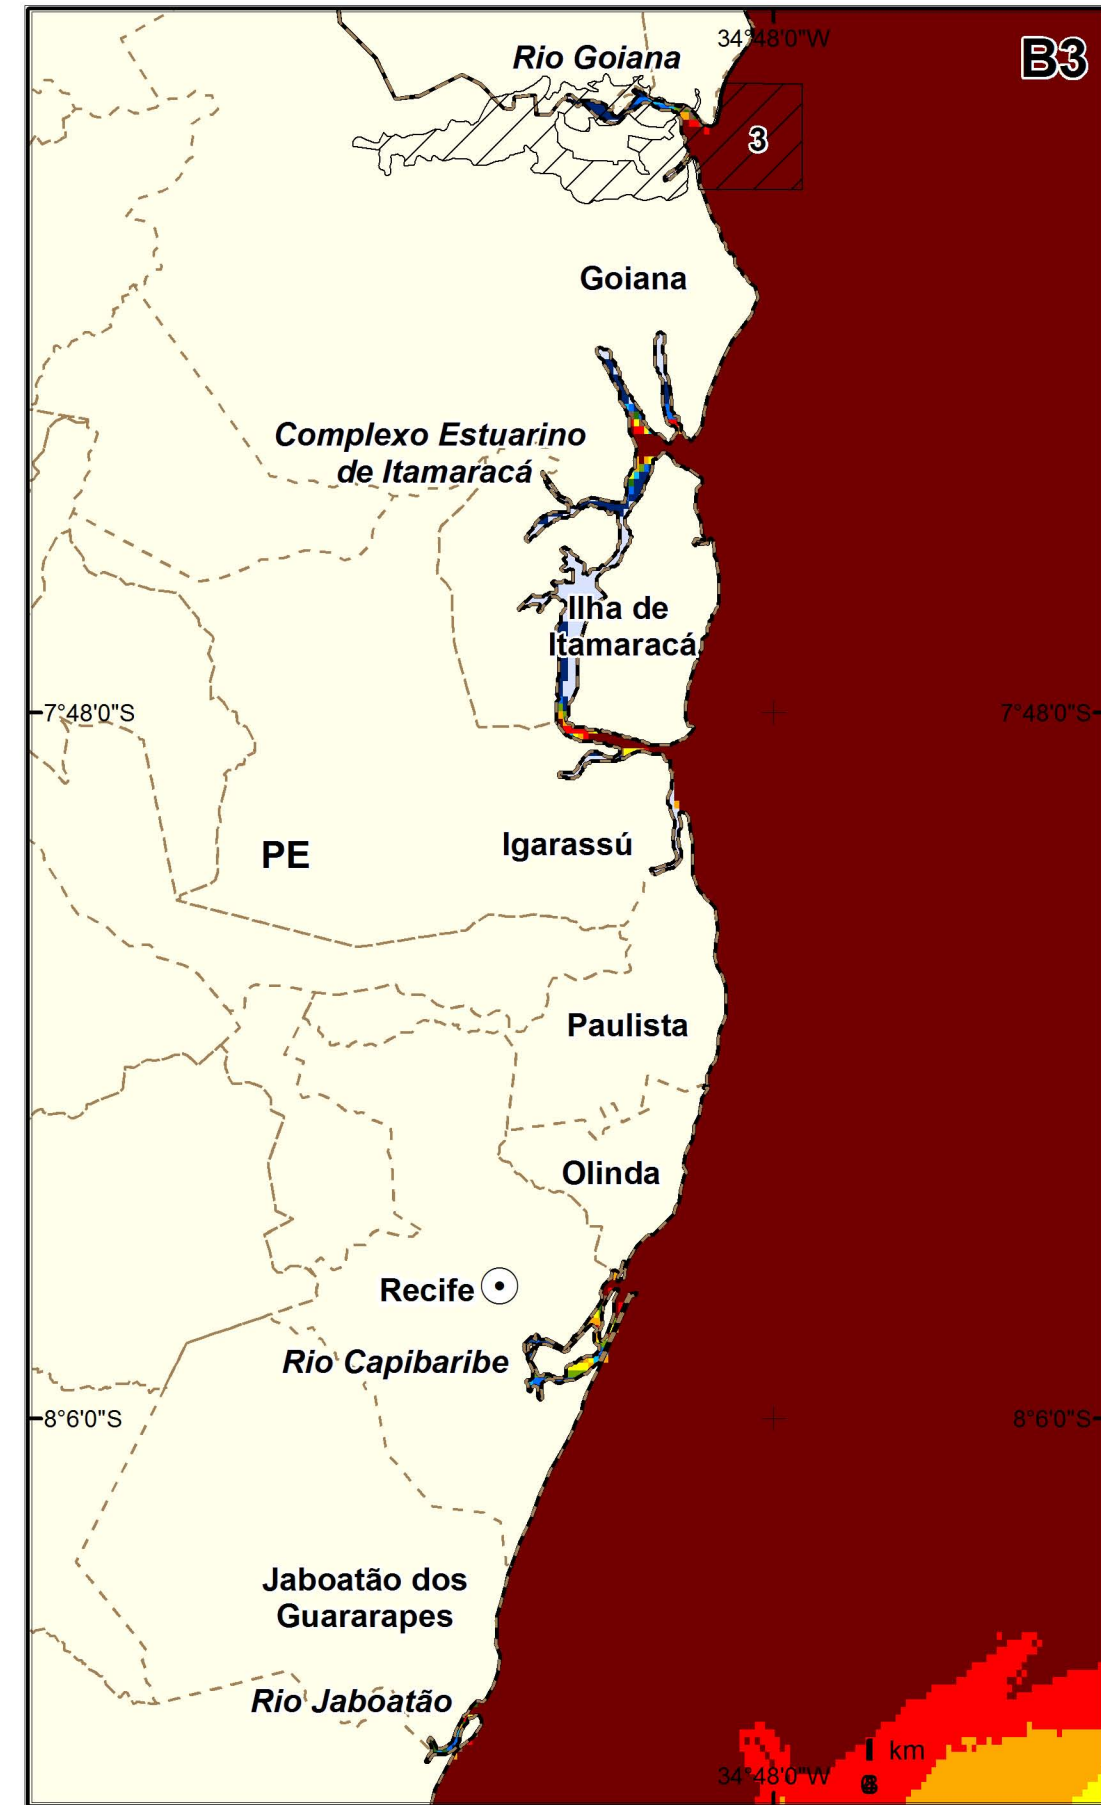 34°48'0"W
B3
Rio Goiana
3
Goiana
Complexo Estuarino
de Itamaracá
Ilha de
Itamaracá
7°48'0"S
7°48'0"S
Igarassú
PE
Paulista
Olinda
Recife
Rio Capibaribe
8°6'0"S
8°6'0"S
Jaboatão dos
Guararapes
Rio Jaboatão
km
34°48'0"W